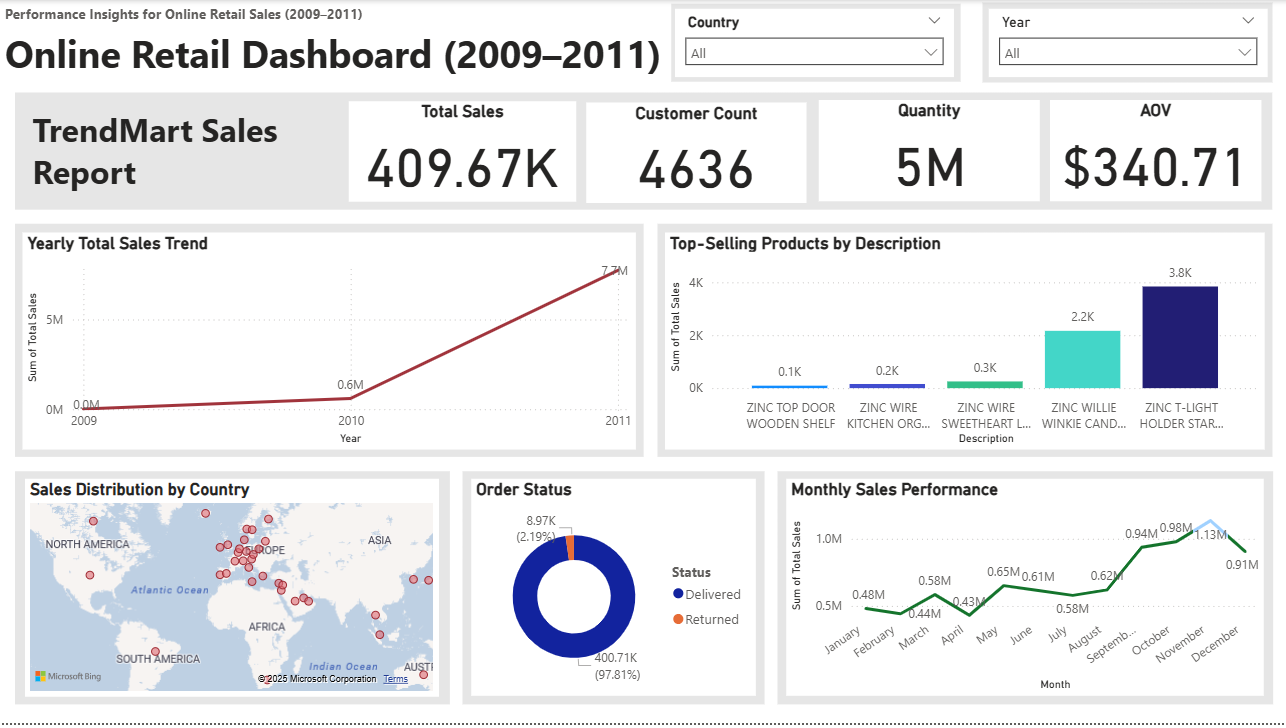 Performance Insights for Online Retail Sales (2009–2011)
Online Retail Dashboard (2009–2011)
Country
All
Year
All
TrendMart Sales
Report
Total Sales
409.67K
Customer Count
4636
Quantity
5M
AOV
$340.71
Yearly Total Sales Trend
Sum of Total Sales
5M
0M
0.0M
0.6M
7.7M
2009
2010
2011
Year
Top-Selling Products by Description
Sum of Total Sales
4K
2K
0K
0.1K
0.2K
0.3K
2.2K
3.8K
ZINC TOP DOOR
WOODEN SHELF
ZINC WIRE
KITCHEN ORG...
ZINC WIRE
SWEETHEART L...
ZINC WILLIE
WINKIE CAND...
ZINC T-LIGHT
HOLDER STAR...
Description
Sales Distribution by Country
NORTH AMERICA
EUROPE
ASIA
Atlantic Ocean
AFRICA
SOUTH AMERICA
Indian Ocean
AUST
Microsoft Bing
© 2025 Microsoft Corporation Terms
Order Status
8.97K
(2.19%)
400.71K
(97.81%)
Status
Delivered
Returned
Monthly Sales Performance
Sum of Total Sales
1.0M
0.5M
0.48M
0.44M
0.58M
0.43M
0.65M
0.61M
0.58M
0.62M
0.94M
0.98M
1.13M
0.91M
January
February
March
April
May
June
July
August
Septemb...
October
November
December
Month